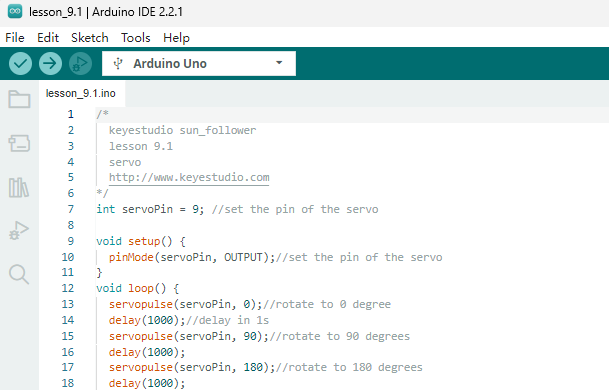 lesson_9.1 | Arduino IDE 2.2.1
File Edit Sketch Tools Help
Arduino Uno
lesson_9.1.ino
1 /*
2 keyestudio sun_follower
3 lesson 9.1
4 servo
5 http://www.keyestudio.com
6 */
7 int servoPin = 9; //set the pin of the servo
8
9 void setup() {
10 pinMode(servoPin, OUTPUT);//set the pin of the servo
11 }
12 void loop() {
13 servopulse(servoPin, 0);//rotate to 0 degree
14 delay(1000);//delay in 1s
15 servopulse(servoPin, 90);//rotate to 90 degrees
16 delay(1000);
17 servopulse(servoPin, 180);//rotate to 180 degrees
18 delay(1000);